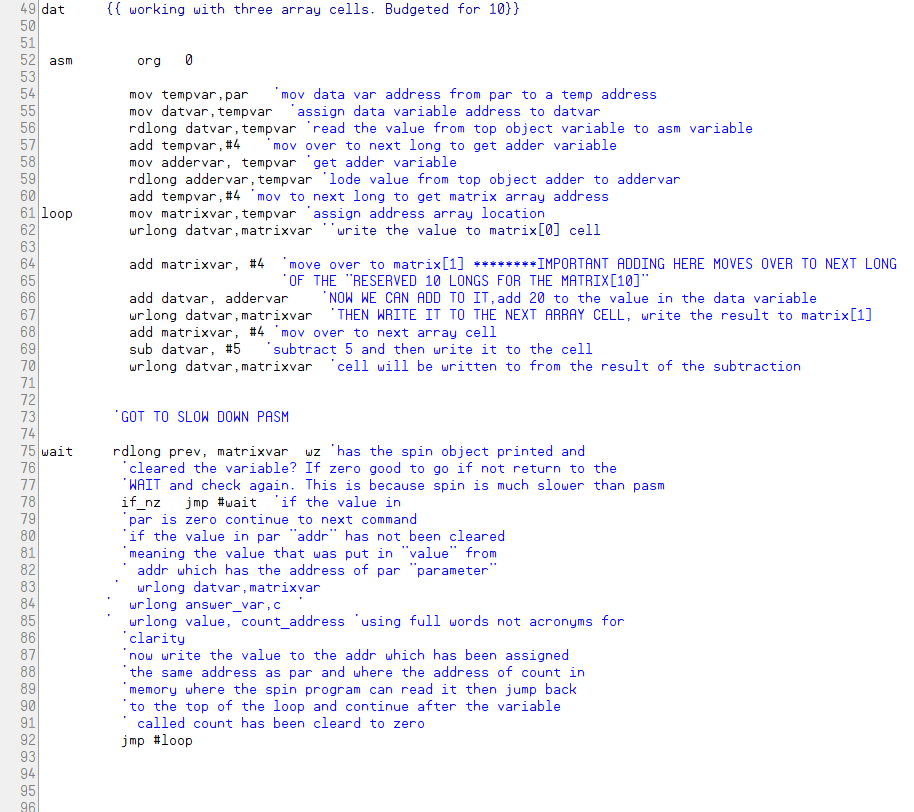 49 dat {{ working with three array cells. Budgeted for 10}}
50
51
52 asm org 0
53
54 mov tempvar,par 'mov data var address from par to a temp address
55 mov datvar,tempvar 'assign data variable address to datvar
56 rdlong datvar,tempvar 'read the value from top object variable to asm variable
57 add tempvar,#4 'mov over to next long to get adder variable
58 mov addervar, tempvar 'get adder variable
59 rdlong addervar,tempvar 'lode value from top object adder to addervar
60 add tempvar,#4 'mov to next long to get matrix array address
61 loop mov matrixvar,tempvar 'assign address array location
62 wrlong datvar,matrixvar ''write the value to matrix[0] cell
63
64 add matrixvar, #4 'move over to matrix[1] ********IMPORTANT ADDING HERE MOVES OVER TO NEXT LONG
65 'OF THE "RESERVED 10 LONGS FOR THE MATRIX[10]"
66 add datvar, addervar 'NOW WE CAN ADD TO IT,add 20 to the value in the data variable
67 wrlong datvar,matrixvar 'THEN WRITE IT TO THE NEXT ARRAY CELL, write the result to matrix[1]
68 add matrixvar, #4 'mov over to next array cell
69 sub datvar, #5 'subtract 5 and then write it to the cell
70 wrlong datvar,matrixvar 'cell will be written to from the result of the subtraction
71
72
73 'GOT TO SLOW DOWN PASM
74
75 wait rdlong prev, matrixvar wz 'has the spin object printed and
76 'cleared the variable? If zero good to go if not return to the
77 'WAIT and check again. This is because spin is much slower than pasm
78 if_nz jmp #wait 'if the value in
79 'par is zero continue to next command
80 'if the value in par "addr" has not been cleared
81 'meaning the value that was put in "value" from
82 ' addr which has the address of par "parameter"
83 ' wrlong datvar,matrixvar
84 ' wrlong answer_var,c '
85 ' wrlong value, count_address 'using full words not acronyms for
86 'clarity
87 'now write the value to the addr which has been assigned
88 'the same address as par and where the address of count in
89 'memory where the spin program can read it then jump back
90 'to the top of the loop and continue after the variable
91 ' called count has been cleard to zero
92 jmp #loop
93
94
95
96